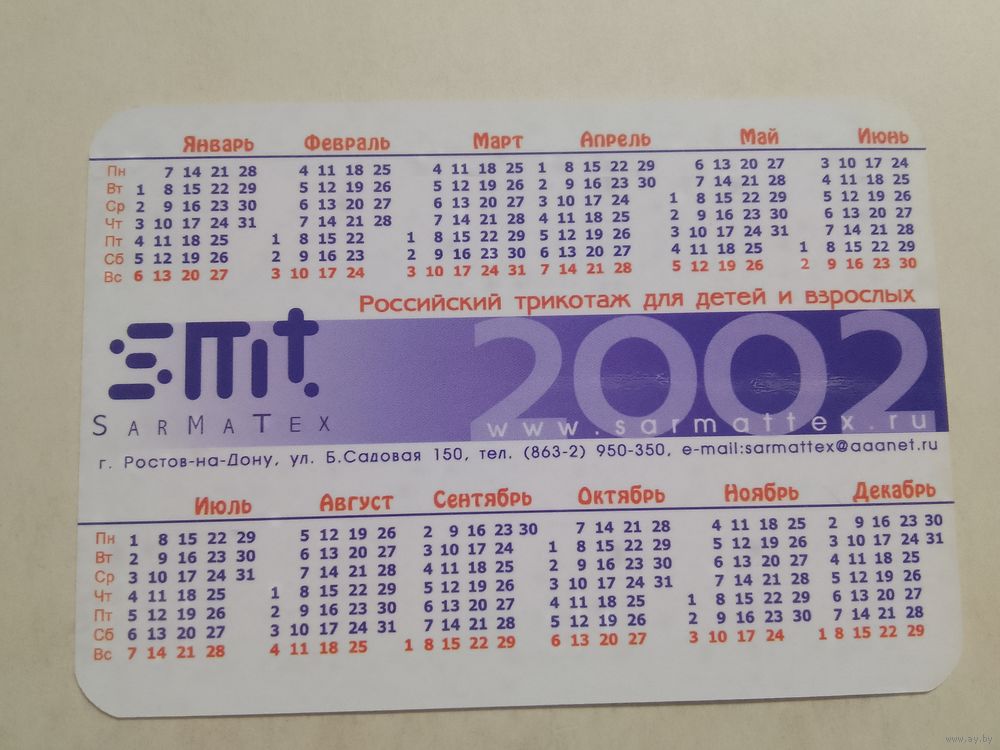 Январь Февраль Март Апрель Май Июнь
Пн 7 14 21 28 4 11 18 25 4 11 18 25 1 8 15 22 29 6 13 20 27 3 10 17 24
Вт 1 8 15 22 29 5 12 19 26 5 12 19 26 2 9 16 23 30 7 14 21 28 4 11 18 25
Ср 2 9 16 23 30 6 13 20 27 6 13 20 27 3 10 17 24 1 8 15 22 29 5 12 19 26
Чт 3 10 17 24 31 7 14 21 28 7 14 21 28 4 11 18 25 2 9 16 23 30 6 13 20 27
Пт 4 11 18 25 1 8 15 22 1 8 15 22 29 5 12 19 26 3 10 17 24 31 7 14 21 28
Сб 5 12 19 26 2 9 16 23 2 9 16 23 30 6 13 20 27 4 11 18 25 1 8 15 22 29
Вс 6 13 20 27 3 10 17 24 3 10 17 24 31 7 14 21 28 5 12 19 26 2 9 16 23 30
Российский трикотаж для детей и взрослых
smt 2002
SarMaTex www.sarmattex.ru
г. Ростов-на-Дону, ул. Б.Садовая 150, тел. (863-2) 950-350, e-mail:sarmattex@aaanet.ru
Июль Август Сентябрь Октябрь Ноябрь Декабрь
Пн 1 8 15 22 29 5 12 19 26 2 9 16 23 30 7 14 21 28 4 11 18 25 2 9 16 23 30
Вт 2 9 16 23 30 6 13 20 27 3 10 17 24 1 8 15 22 29 5 12 19 26 3 10 17 24 31
Ср 3 10 17 24 31 7 14 21 28 4 11 18 25 2 9 16 23 30 6 13 20 27 4 11 18 25
Чт 4 11 18 25 1 8 15 22 29 5 12 19 26 3 10 17 24 31 7 14 21 28 5 12 19 26
Пт 5 12 19 26 2 9 16 23 30 6 13 20 27 4 11 18 25 1 8 15 22 29 6 13 20 27
Сб 6 13 20 27 3 10 17 24 31 7 14 21 28 5 12 19 26 2 9 16 23 30 7 14 21 28
Вс 7 14 21 28 4 11 18 25 1 8 15 22 29 6 13 20 27 3 10 17 24 1 8 15 22 29
www.ay.by